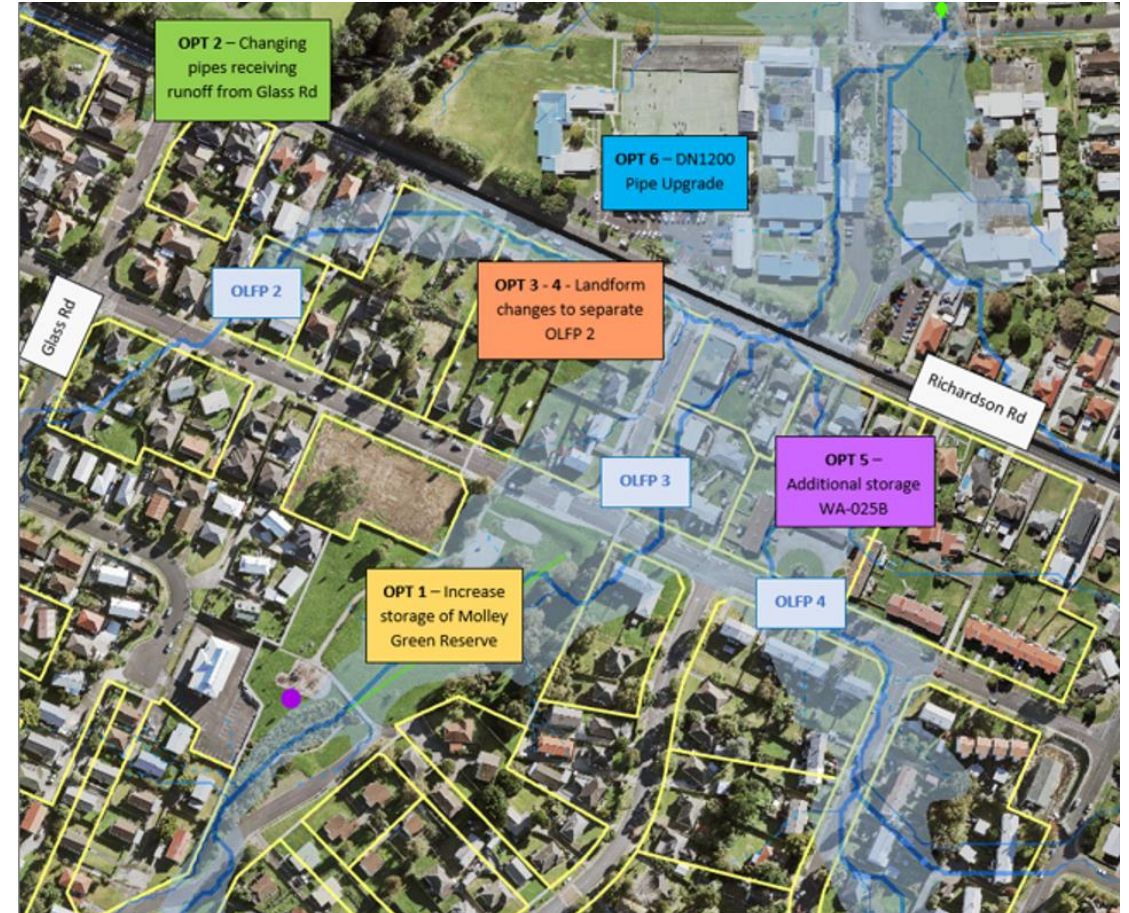 OPT 2 – Changing
pipes receiving
runoff from Glass Rd
OPT 6 – DN1200
Pipe Upgrade
OLFP 2
OPT 3 - 4 - Landform
changes to separate
OLFP 2
Glass Rd
Richardson Rd
OLFP 3
OPT 5 –
Additional storage
WA-025B
OPT 1 – Increase
storage of Molley
Green Reserve
OLFP 4